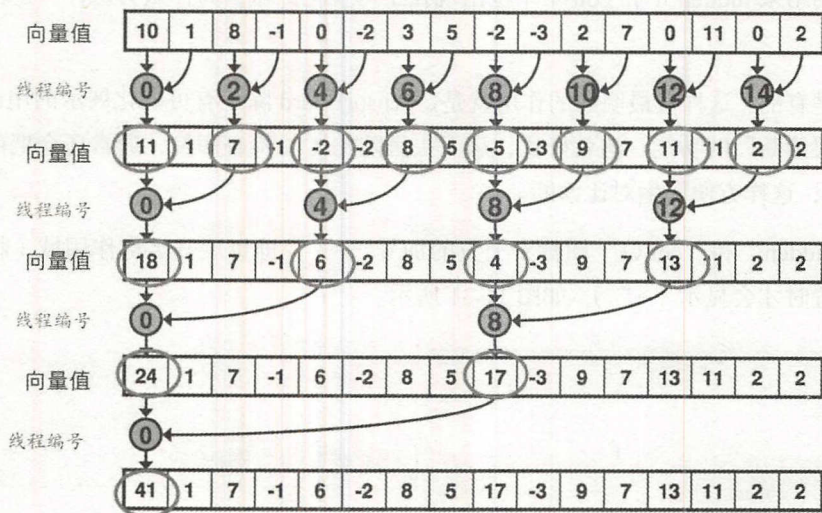 向量值 10 1 8 -1 0 -2 3 5 -2 -3 2 7 0 11 0 2
线程编号 0 2 4 6 8 10 12 14
向量值 11 1 7 -1 -2 -2 8 5 -5 -3 9 7 11 11 2 2
线程编号 0 4 8 12
向量值 18 1 7 -1 6 -2 8 5 4 -3 9 7 13 11 2 2
线程编号 0 8
向量值 24 1 7 -1 6 -2 8 5 17 -3 9 7 13 11 2 2
线程编号 0
41 1 7 -1 6 -2 8 5 17 -3 9 7 13 11 2 2